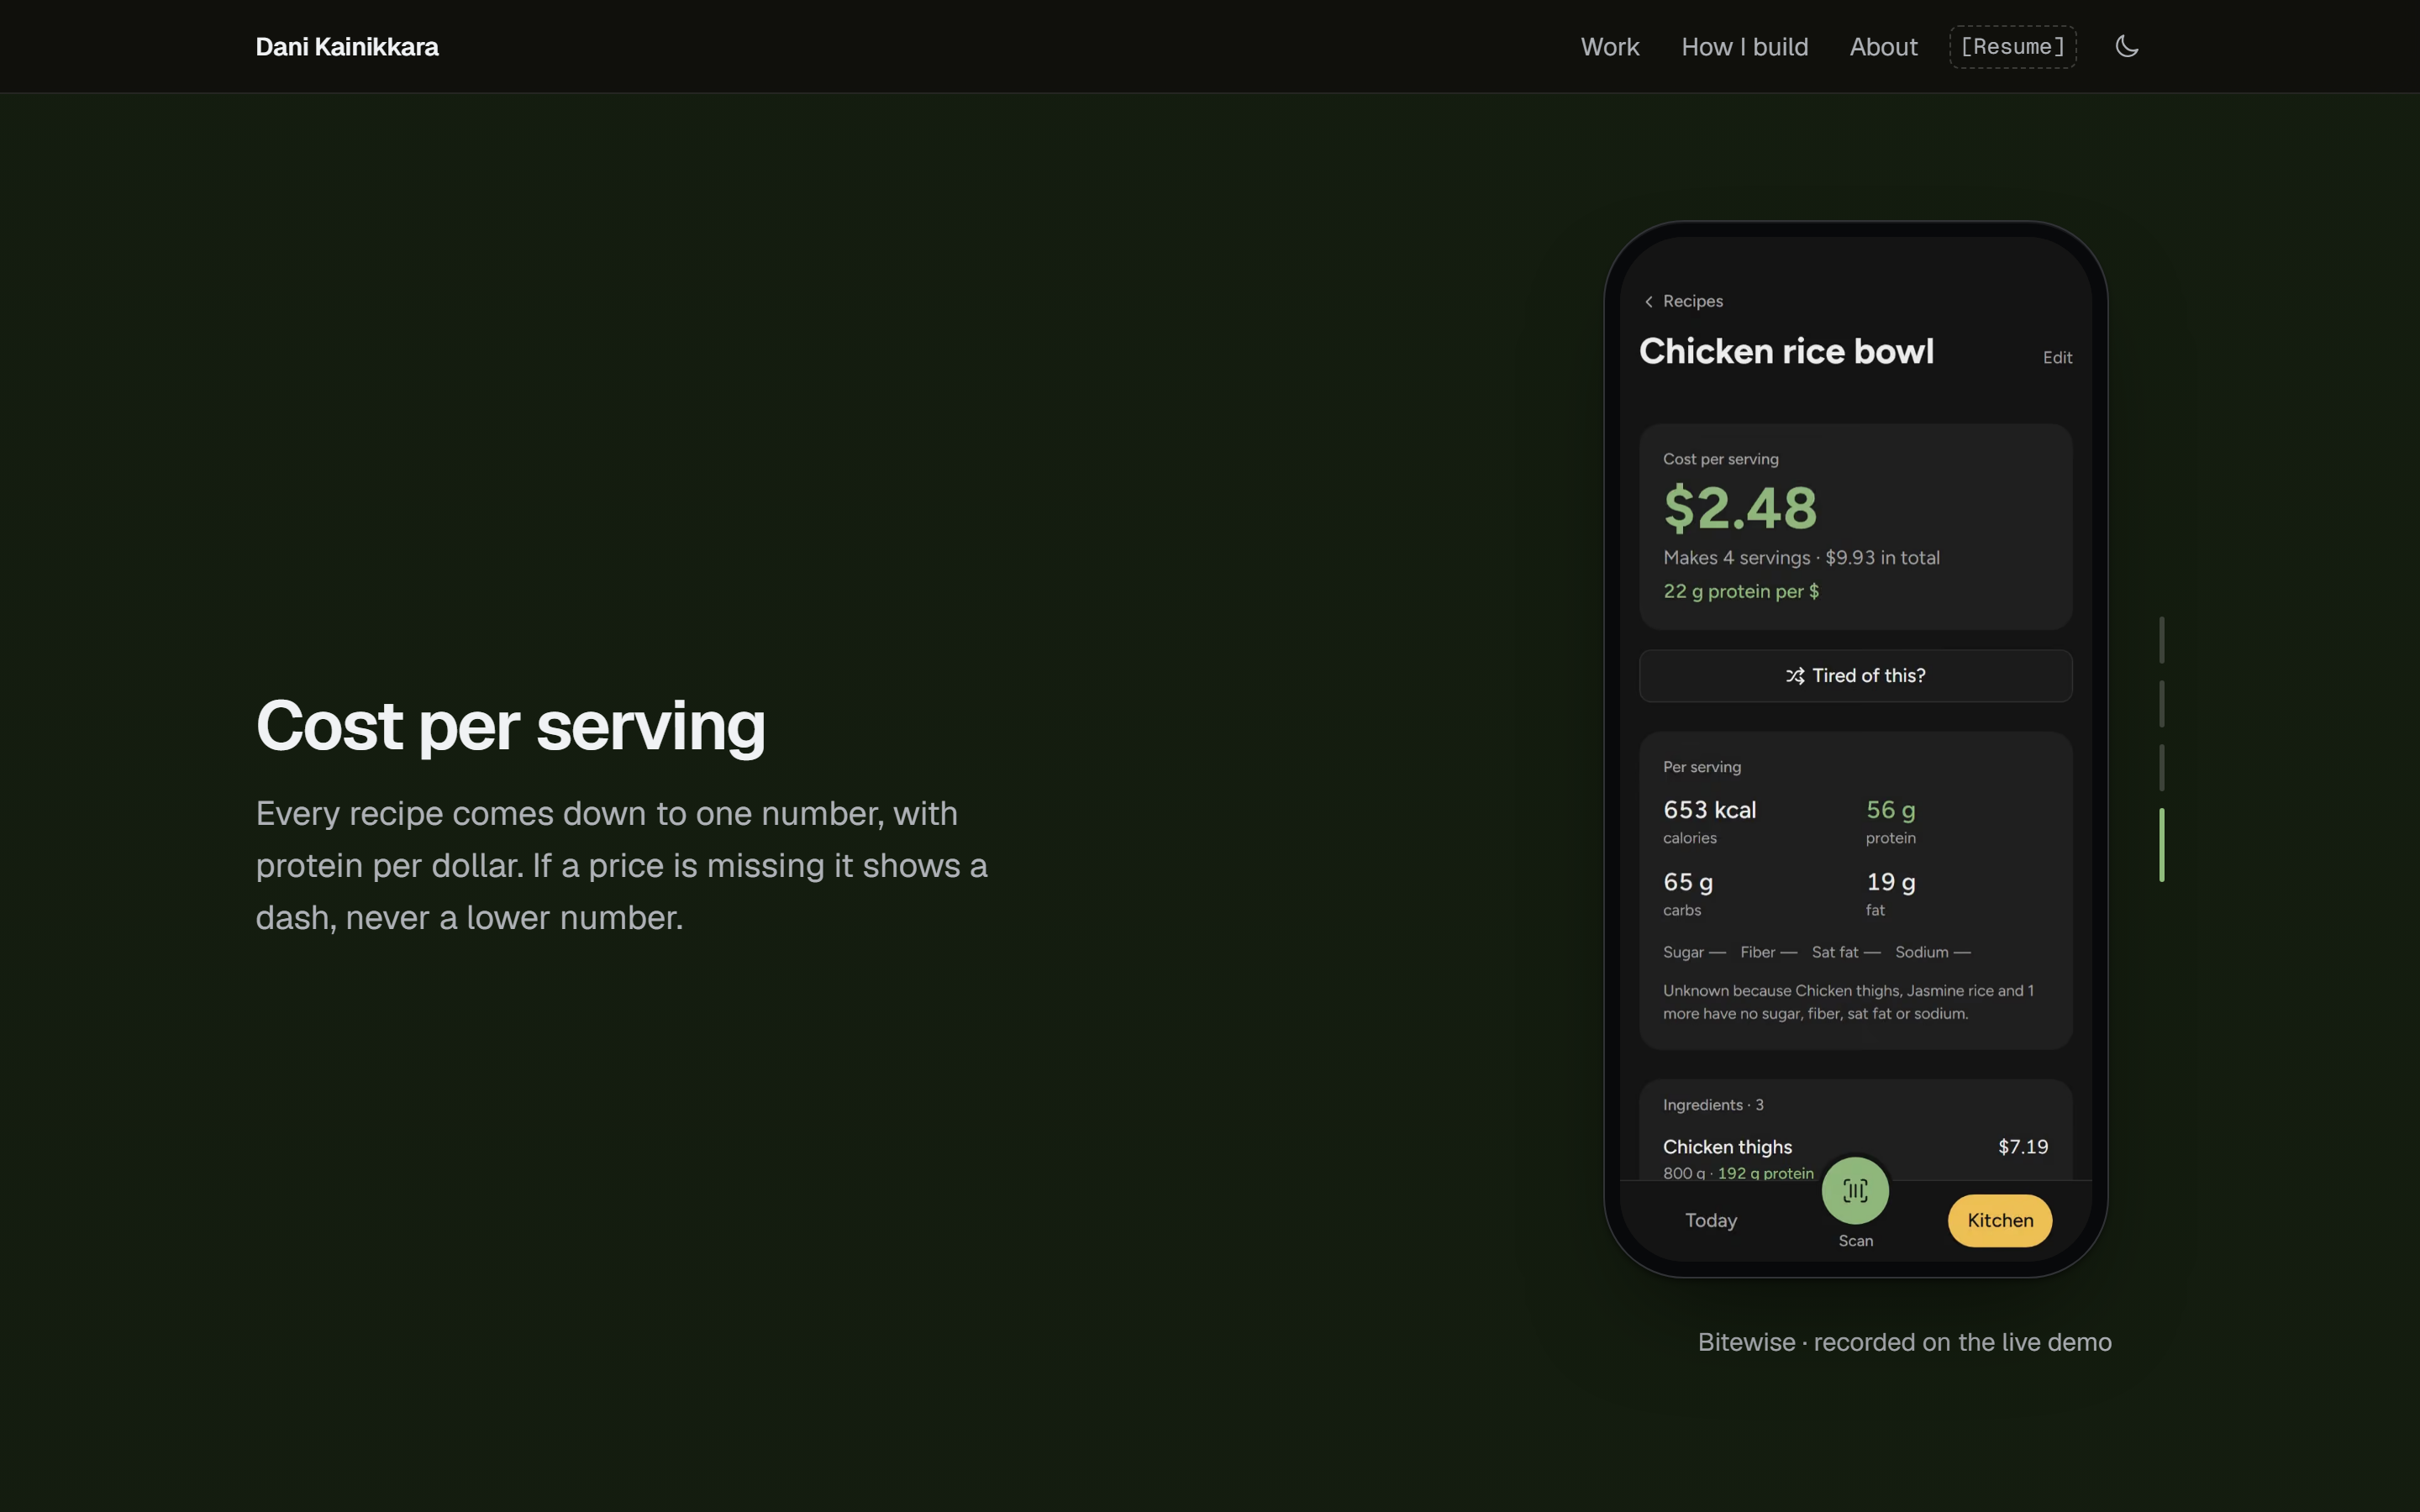 Dani Kainikkara
Work
How I build
About
[Resume]
Cost per serving
Every recipe comes down to one number, with
protein per dollar. If a price is missing it shows a
dash, never a lower number.
Recipes
Chicken rice bowl
Edit
Cost per serving
$2.48
Makes 4 servings · $9.93 in total
22 g protein per $
Tired of this?
Per serving
653 kcal
calories
56 g
protein
65 g
carbs
19 g
fat
Sugar — Fiber — Sat fat — Sodium —
Unknown because Chicken thighs, Jasmine rice and 1
more have no sugar, fiber, sat fat or sodium.
Ingredients · 3
Chicken thighs
$7.19
800 g · 192 g protein
Today
Scan
Kitchen
Bitewise · recorded on the live demo